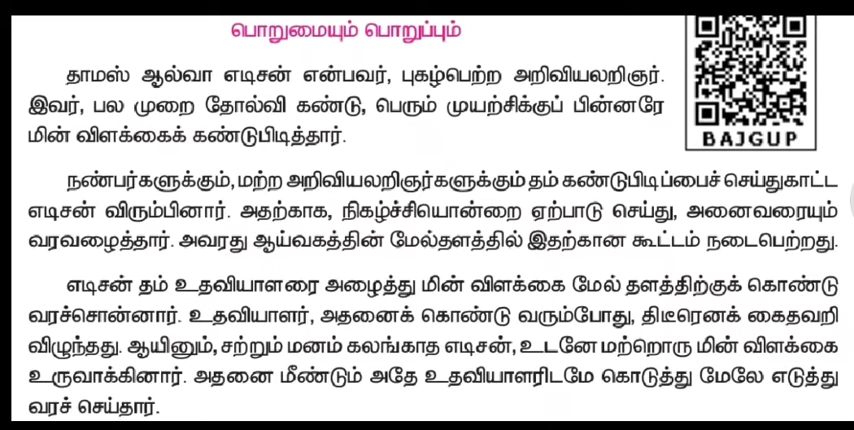 பொறுமையும் பொறுப்பும்
தாமஸ் ஆல்வா எடிசன் என்பவர், புகழ்பெற்ற அறிவியலறிஞர்.
இவர், பல முறை தோல்வி கண்டு, பெரும் முயற்சிக்குப் பின்னரே
மின் விளக்கைக் கண்டுபிடித்தார்.
BAJGUP
நண்பர்களுக்கும், மற்ற அறிவியலறிஞர்களுக்கும் தம் கண்டுபிடிப்பைச் செய்துகாட்ட
எடிசன் விரும்பினார். அதற்காக, நிகழ்ச்சியொன்றை ஏற்பாடு செய்து, அனைவரையும்
வரவழைத்தார். அவரது ஆய்வகத்தின் மேல்தளத்தில் இதற்கான கூட்டம் நடைபெற்றது.
எடிசன் தம் உதவியாளரை அழைத்து மின் விளக்கை மேல் தளத்திற்குக் கொண்டு
வரச்சொன்னார். உதவியாளர், அதனைக் கொண்டு வரும்போது, திடீரெனக் கைதவறி
விழுந்தது. ஆயினும், சற்றும் மனம் கலங்காத எடிசன், உடனே மற்றொரு மின் விளக்கை
உருவாக்கினார். அதனை மீண்டும் அதே உதவியாளரிடமே கொடுத்து மேலே எடுத்து
வரச் செய்தார்.